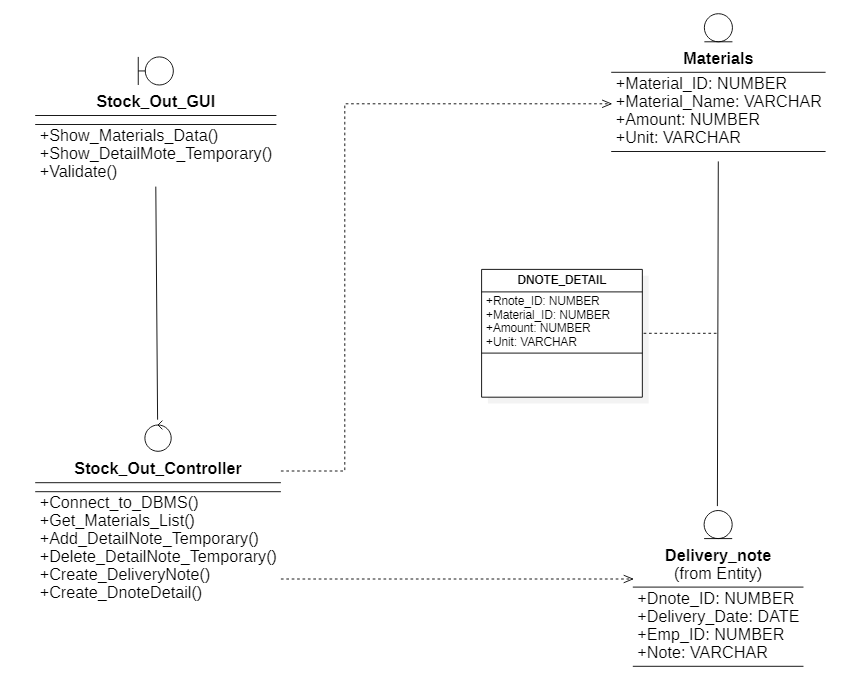 Stock_Out_GUI
+Show_Materials_Data()
+Show_DetailMote_Temporary()
+Validate()
Materials
+Material_ID: NUMBER
+Material_Name: VARCHAR
+Amount: NUMBER
+Unit: VARCHAR
DNOTE_DETAIL
+Rnote_ID: NUMBER
+Material_ID: NUMBER
+Amount: NUMBER
+Unit: VARCHAR
Stock_Out_Controller
+Connect_to_DBMS()
+Get_Materials_List()
+Add_DetailNote_Temporary()
+Delete_DetailNote_Temporary()
+Create_DeliveryNote()
+Create_DnoteDetail()
Delivery_note
(from Entity)
+Dnote_ID: NUMBER
+Delivery_Date: DATE
+Emp_ID: NUMBER
+Note: VARCHAR